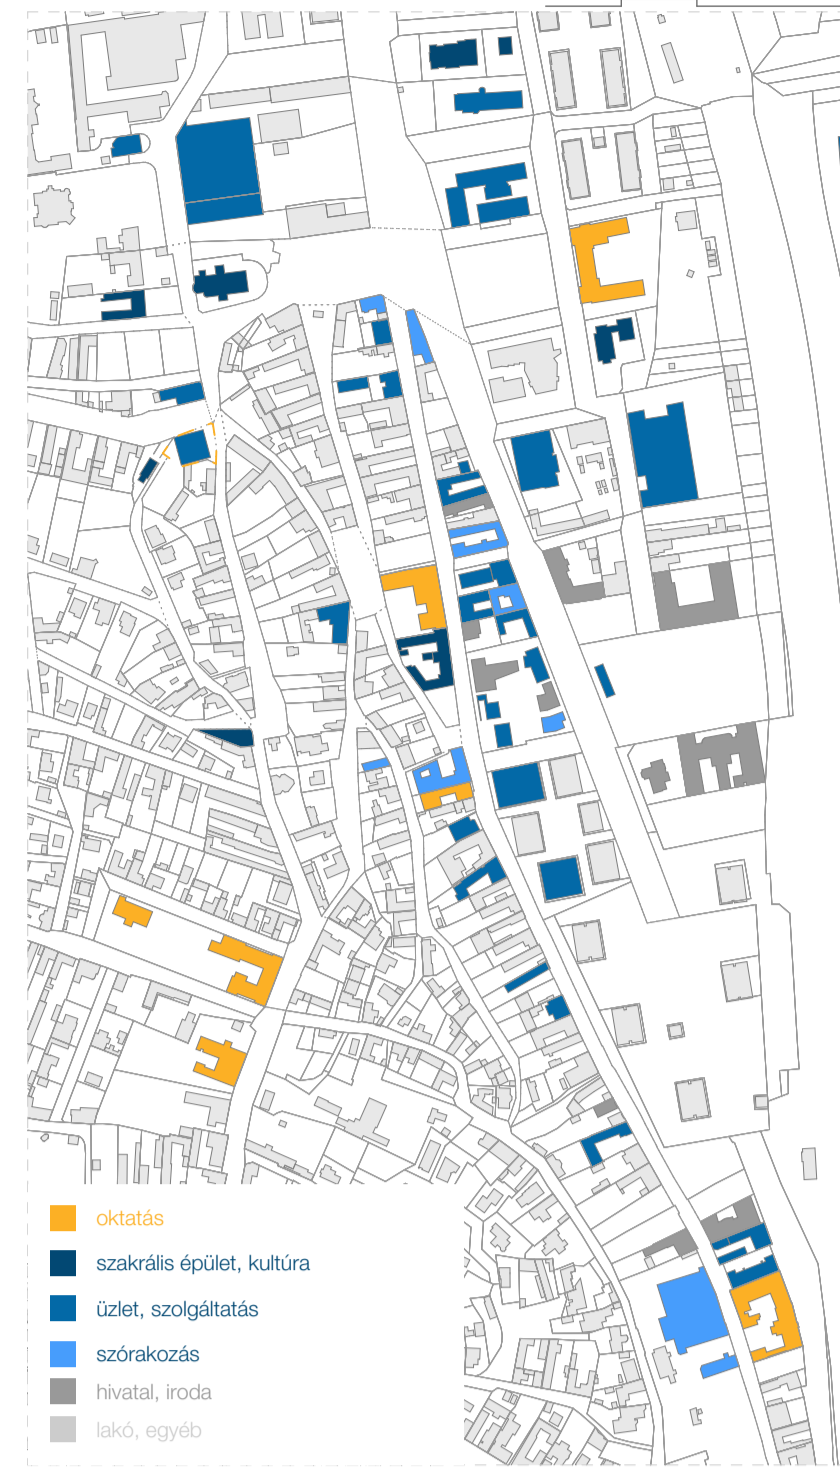 oktatás
szakrális épület, kultúra
üzlet, szolgáltatás
szórakozás
hivatal, iroda
lakó, egyéb